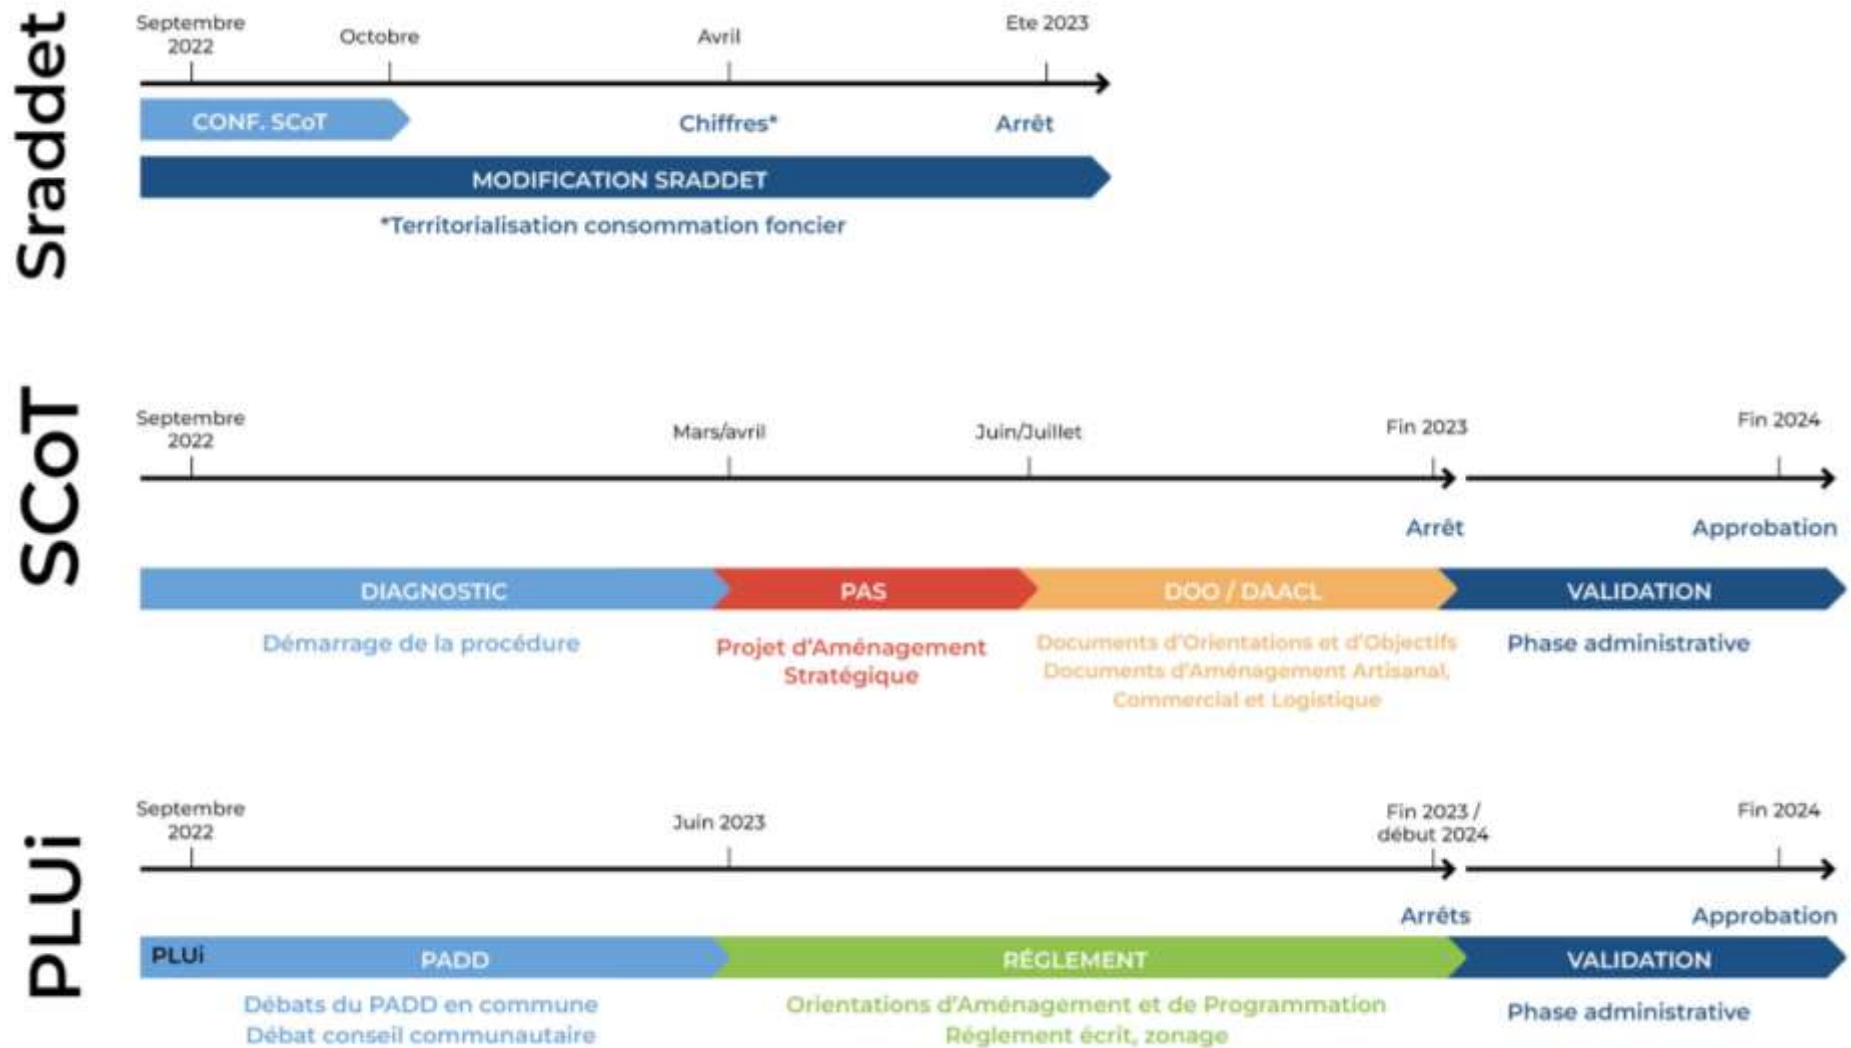 Sraddet
Septembre
2022
Octobre
Avril
Ete 2023
CONF. SCoT
Chiffres*
Arrêt
MODIFICATION SRADDET
*Territorialisation consommation foncier
SCoT
Septembre
2022
Mars/avril
Juin/Juillet
Fin 2023
Fin 2024
Arrêt
Approbation
DIAGNOSTIC
PAS
DOO / DAACL
VALIDATION
Démarrage de la procédure
Projet d'Aménagement
Stratégique
Documents d'Orientations et d'Objectifs
Documents d'Aménagement Artisanal,
Commercial et Logistique
Phase administrative
PLUi
Septembre
2022
Juin 2023
Fin 2023 /
début 2024
Fin 2024
Arrêts
Approbation
PLUi
PADD
RÉGLEMENT
VALIDATION
Débats du PADD en commune
Débat conseil communautaire
Orientations d'Aménagement et de Programmation
Réglement écrit, zonage
Phase administrative